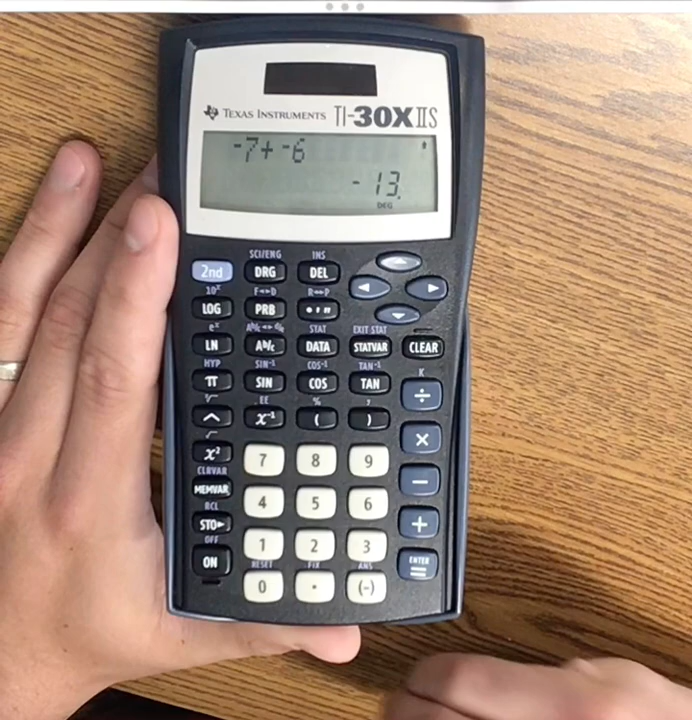 TEXAS INSTRUMENTS TI-30X IIS
-7+ -6
-13.
DEG
SCI/ENG INS
2nd DRG DEL
10ˣ F◄►D R◄►P
LOG PRB ° ' "
eˣ Ab/c ◄► d/e STAT EXIT STAT
LN Ab/c DATA STATVAR CLEAR
HYP SIN⁻¹ COS⁻¹ TAN⁻¹ K
π SIN COS TAN ÷
EE % ,
^ x⁻¹ ( ) ×
√
x² 7 8 9
CLRVAR
MEMVAR 4 5 6 −
RCL
STO► 1 2 3 +
OFF RESET FIX ANS ENTER
ON 0 . (-) =